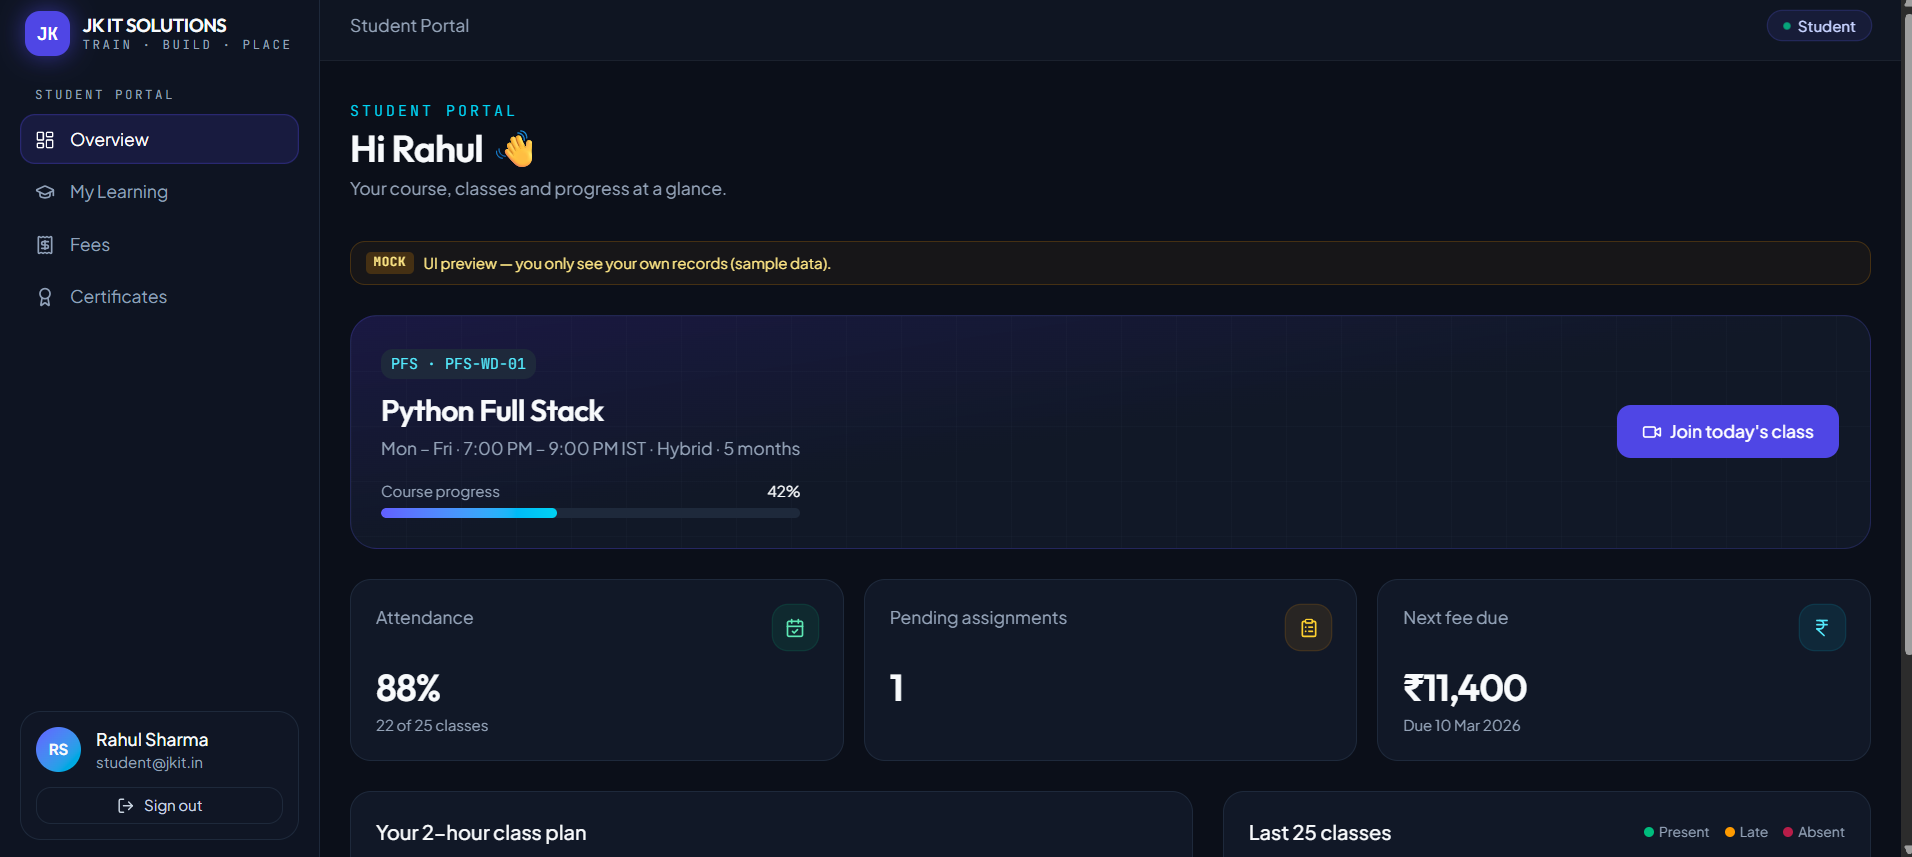 JK
JK IT SOLUTIONS
TRAIN · BUILD · PLACE
STUDENT PORTAL
Overview
My Learning
Fees
Certificates
RS
Rahul Sharma
student@jkit.in
Sign out
Student Portal
Student
STUDENT PORTAL
Hi Rahul 👋
Your course, classes and progress at a glance.
MOCK UI preview — you only see your own records (sample data).
PFS · PFS-WD-01
Python Full Stack
Mon – Fri · 7:00 PM – 9:00 PM IST · Hybrid · 5 months
Course progress 42%
Join today's class
Attendance
88%
22 of 25 classes
Pending assignments
1
Next fee due
₹
₹11,400
Due 10 Mar 2026
Your 2-hour class plan
Last 25 classes
Present Late Absent